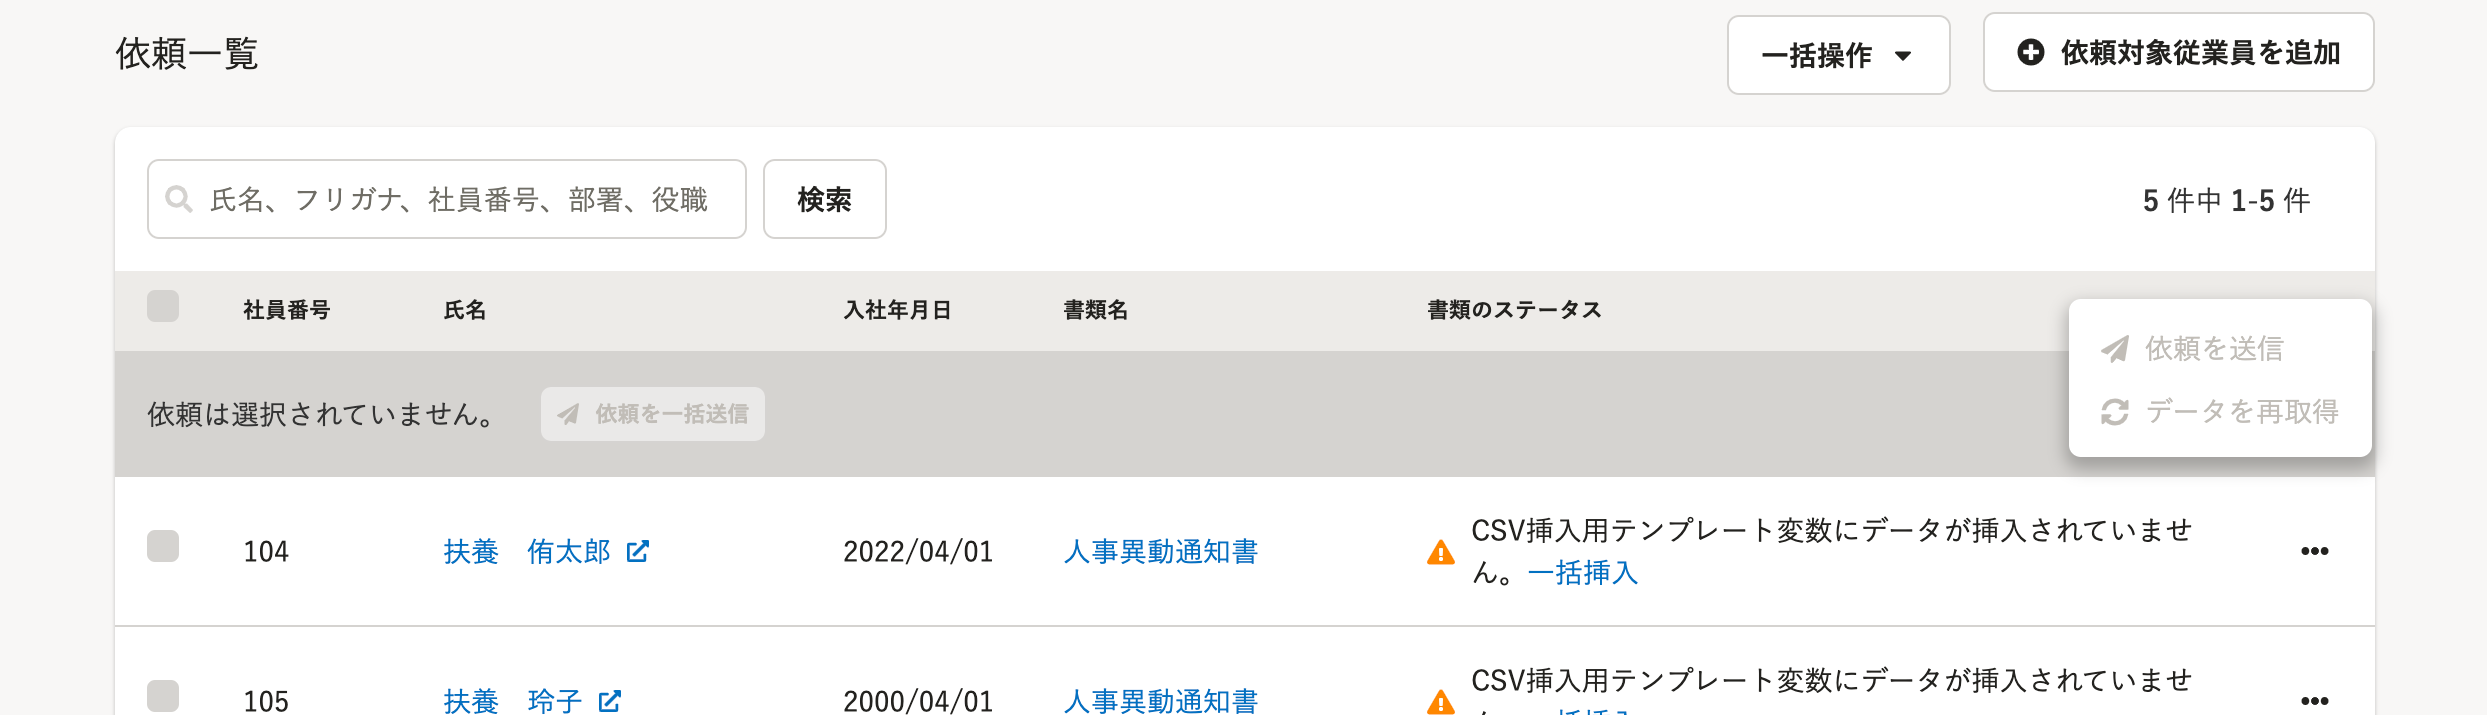 依頼一覧
一括操作
依頼対象従業員を追加
氏名、フリガナ、社員番号、部署、役職
検索
5 件中 1-5 件
社員番号 氏名 入社年月日 書類名 書類のステータス
依頼を送信
データを再取得
依頼は選択されていません。
依頼を一括送信
104 扶養　侑太郎 2022/04/01 人事異動通知書 CSV挿入用テンプレート変数にデータが挿入されていませ
ん。一括挿入
105 扶養　玲子 2000/04/01 人事異動通知書 CSV挿入用テンプレート変数にデータが挿入されていませ